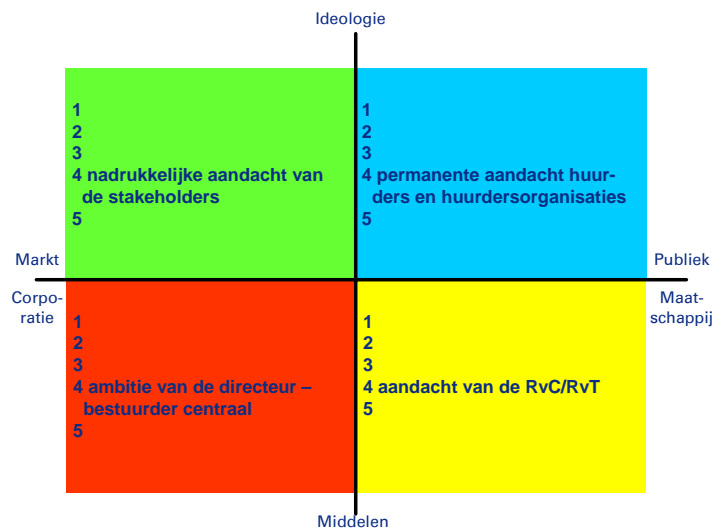 Ideologie
1
2
3
4 nadrukkelijke aandacht van
de stakeholders
5
1
2
3
4 permanente aandacht huur-
ders en huurdersorganisaties
5
Markt
Publiek
Corpo-
ratie
Maat-
schappij
1
2
3
4 ambitie van de directeur –
bestuurder centraal
5
1
2
3
4 aandacht van de RvC/RvT
5
Middelen